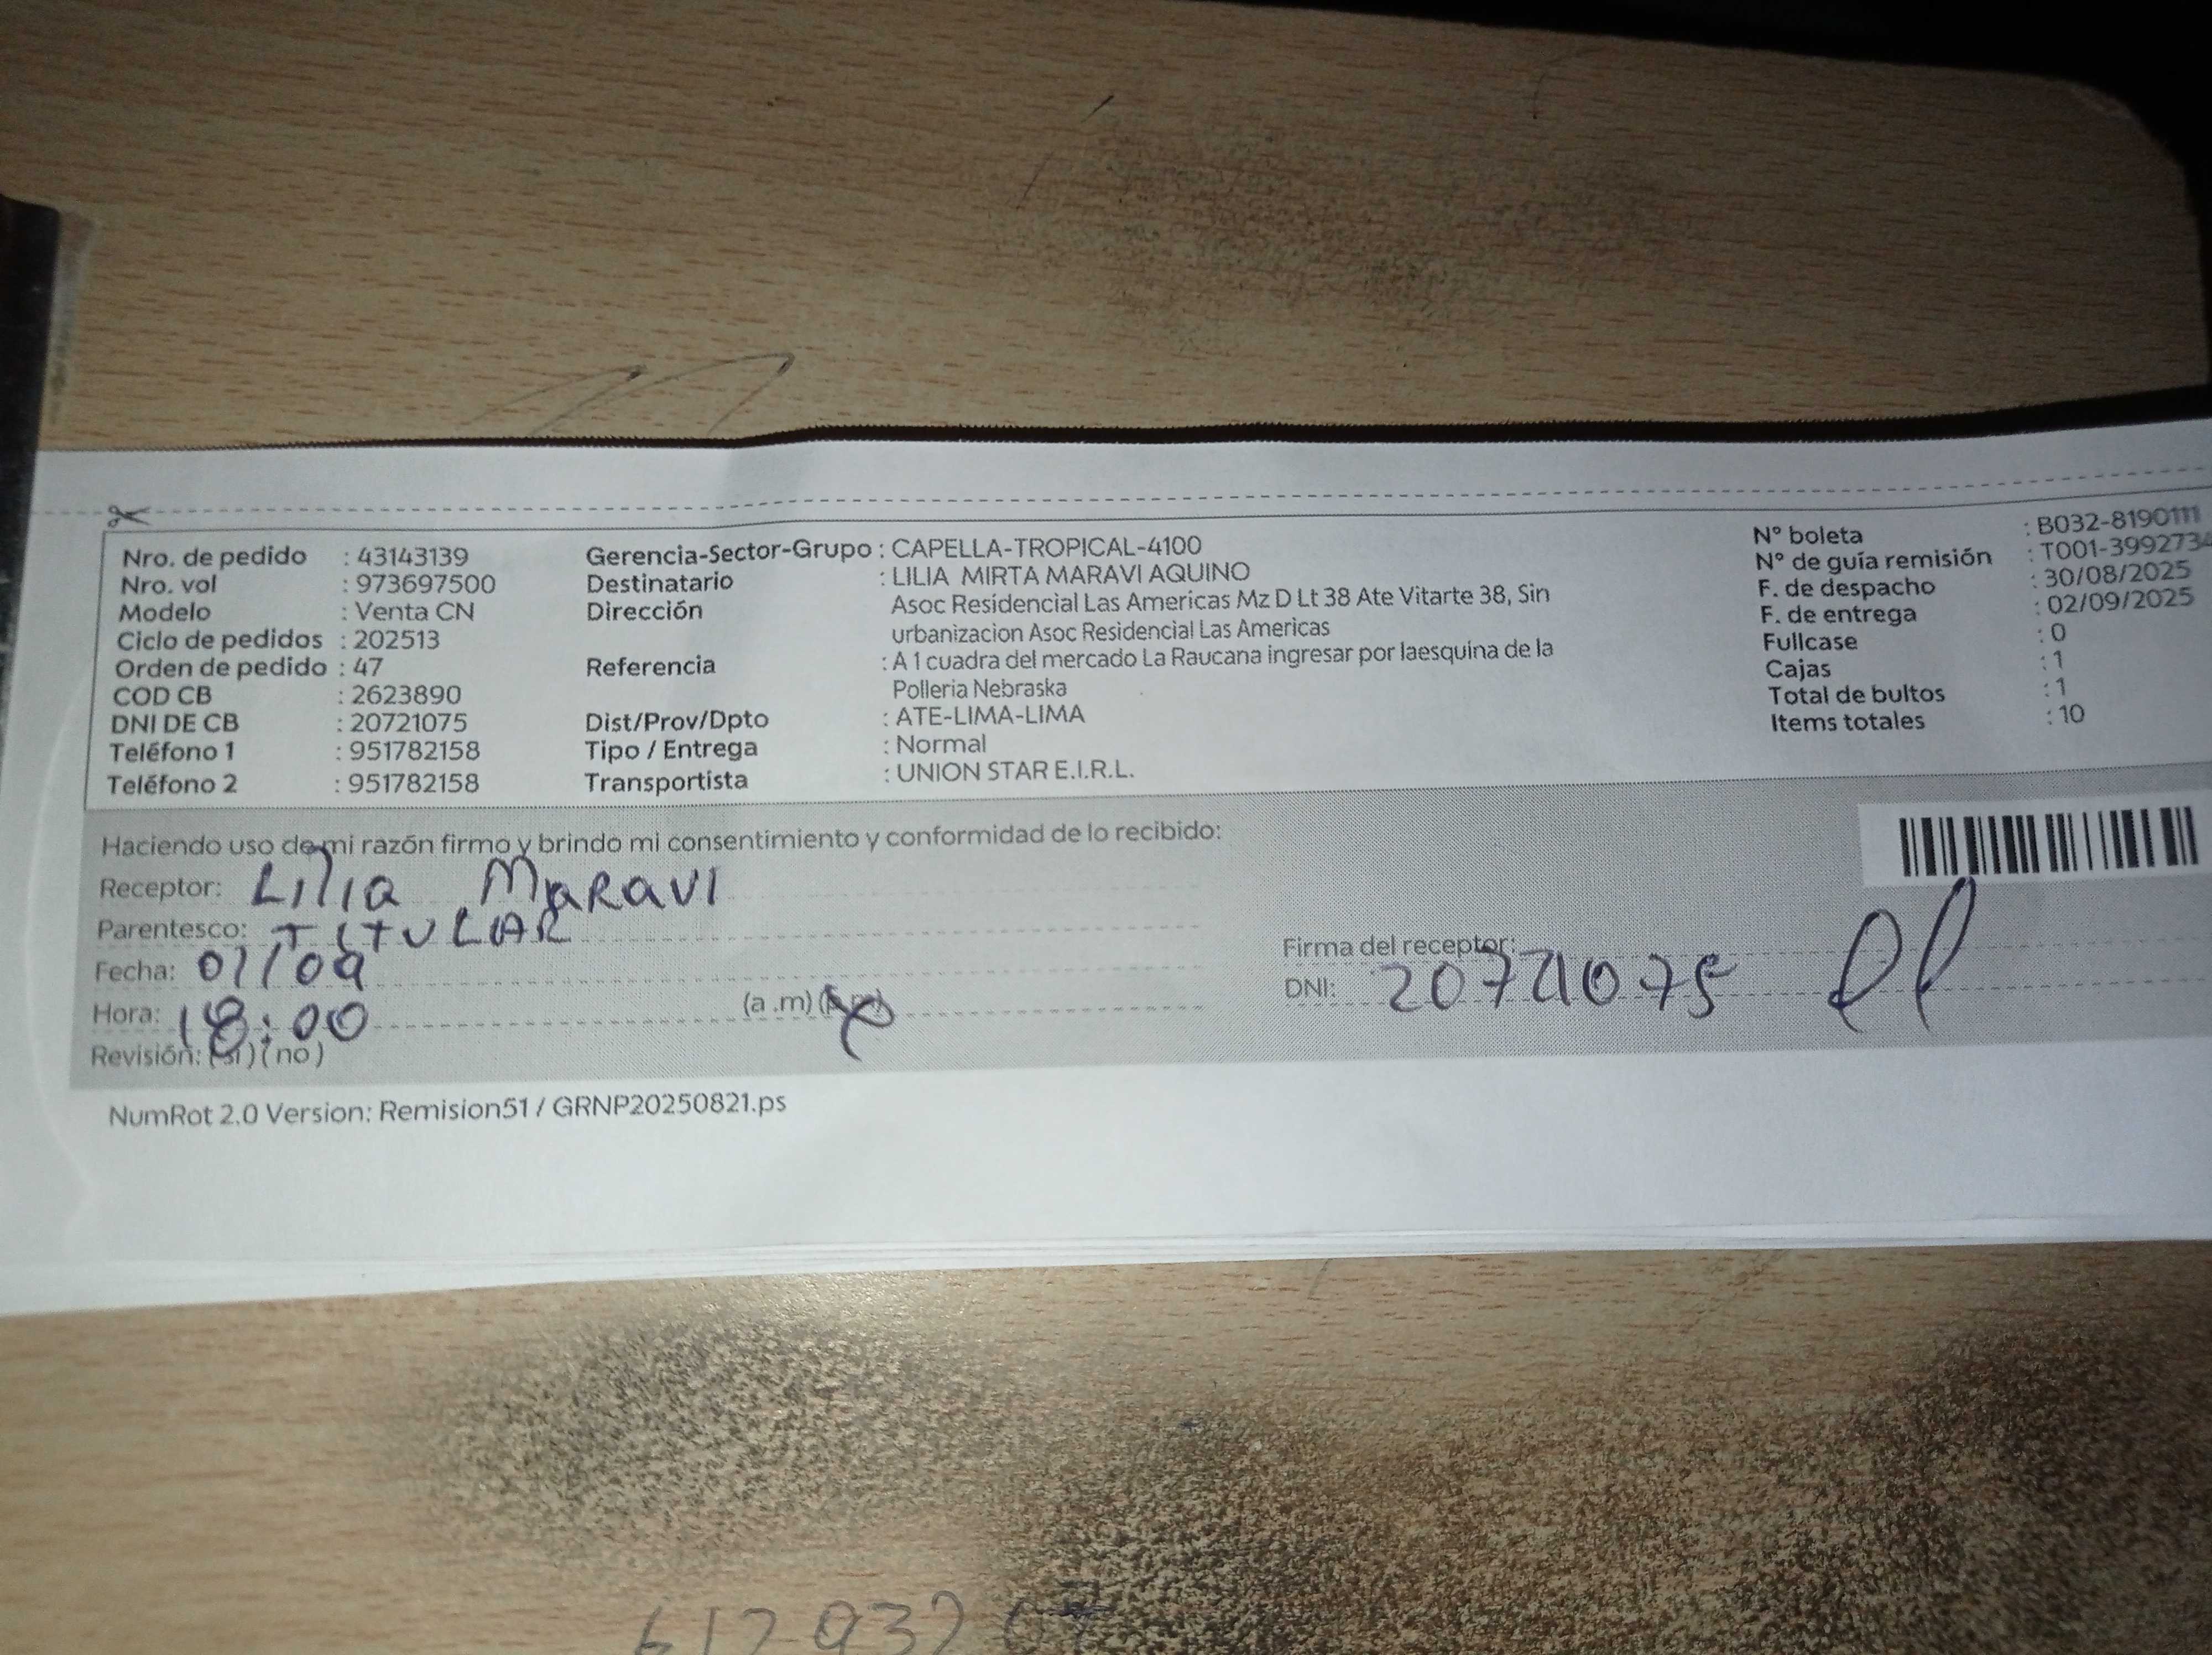 Nro. de pedido : 43143139
Nro. vol : 973697500
Modelo : Venta CN
Ciclo de pedidos : 202513
Orden de pedido : 47
COD CB : 2623890
DNI DE CB : 20721075
Teléfono 1 : 951782158
Teléfono 2 : 951782158
Gerencia-Sector-Grupo : CAPELLA-TROPICAL-4100
Destinatario : LILIA MIRTA MARAVI AQUINO
Dirección Asoc Residencial Las Americas Mz D Lt 38 Ate Vitarte 38, Sin
urbanizacion Asoc Residencial Las Americas
Referencia : A 1 cuadra del mercado La Raucana ingresar por laesquina de la
Polleria Nebraska
Dist/Prov/Dpto : ATE-LIMA-LIMA
Tipo / Entrega : Normal
Transportista : UNION STAR E.I.R.L.
N° boleta : B032-8190111
N° de guía remisión : T001-3992734
F. de despacho : 30/08/2025
F. de entrega : 02/09/2025
Fullcase : 0
Cajas : 1
Total de bultos : 1
Items totales : 10
Haciendo uso de mi razón firmo y brindo mi consentimiento y conformidad de lo recibido:
Receptor: Lilia MaRavi
Parentesco: TITULAR
Fecha: 01/09
Hora: 18:00 (a.m)
Revisión: (si) (no)
Firma del receptor:
DNI:
NumRot 2.0 Version: Remision51 / GRNP20250821.ps